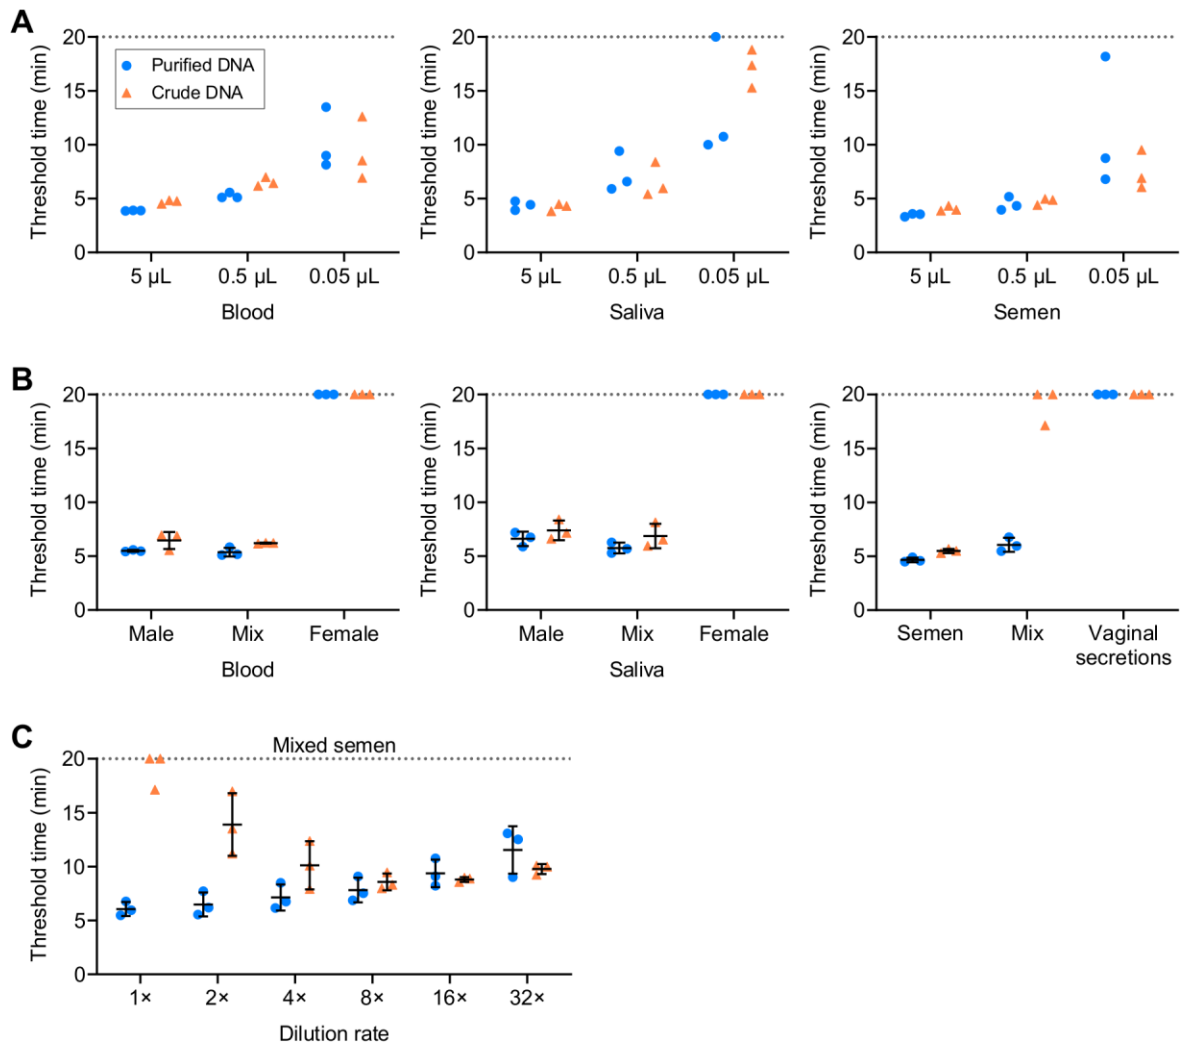 A
Threshold time (min)
20
15
10
5
0
Purified DNA
Crude DNA
5 µL 0.5 µL 0.05 µL
Blood
Threshold time (min)
20
15
10
5
0
5 µL 0.5 µL 0.05 µL
Saliva
Threshold time (min)
20
15
10
5
0
5 µL 0.5 µL 0.05 µL
Semen
B
Threshold time (min)
20
15
10
5
0
Male Mix Female
Blood
Threshold time (min)
20
15
10
5
0
Male Mix Female
Saliva
Threshold time (min)
20
15
10
5
0
Semen Mix Vaginal
secretions
C
Mixed semen
Threshold time (min)
20
15
10
5
0
1× 2× 4× 8× 16× 32×
Dilution rate